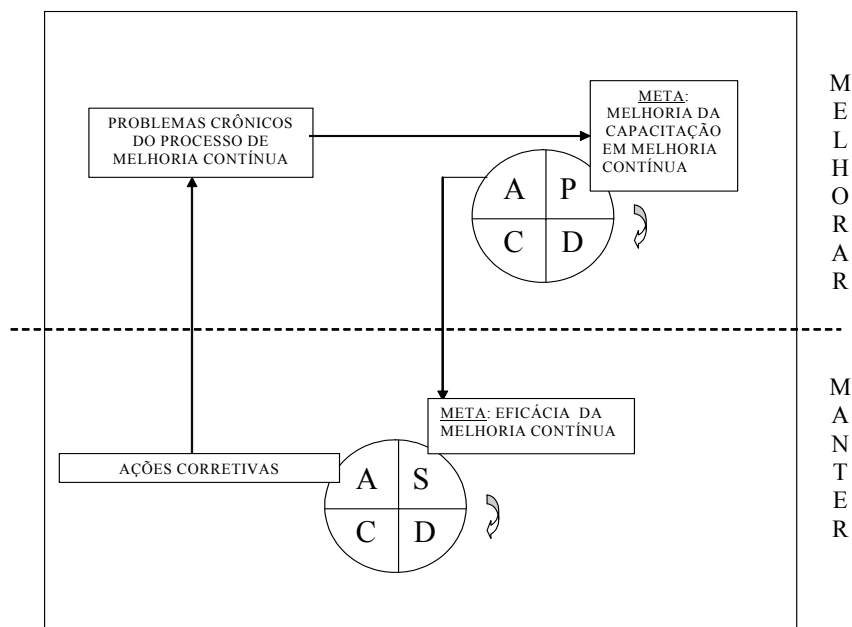 PROBLEMAS CRÔNICOS
DO PROCESSO DE
MELHORIA CONTÍNUA
META:
MELHORIA DA
CAPACITAÇÃO
EM MELHORIA
CONTÍNUA
A P
C D
M
E
L
H
O
R
A
R
META: EFICÁCIA DA
MELHORIA CONTÍNUA
AÇÕES CORRETIVAS
A S
C D
M
A
N
T
E
R